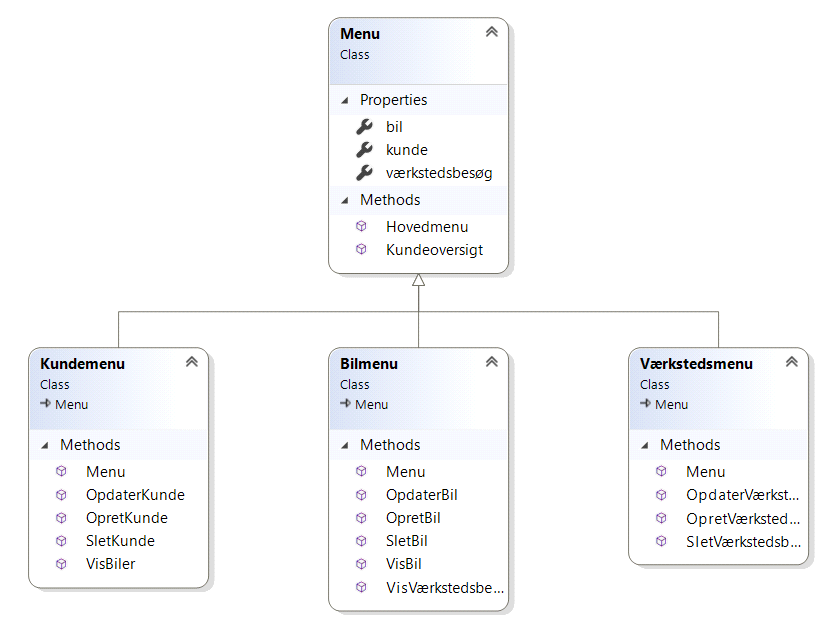 Menu
Class
Properties
bil
kunde
værkstedsbesøg
Methods
Hovedmenu
Kundeoversigt
Kundemenu
Class
Menu
Methods
Menu
OpdaterKunde
OpretKunde
SletKunde
VisBiler
Bilmenu
Class
Menu
Methods
Menu
OpdaterBil
OpretBil
SletBil
VisBil
VisVærkstedsbe...
Værkstedsmenu
Class
Menu
Methods
Menu
OpdaterVærkst...
OpretVærksted...
SletVærkstedsb...